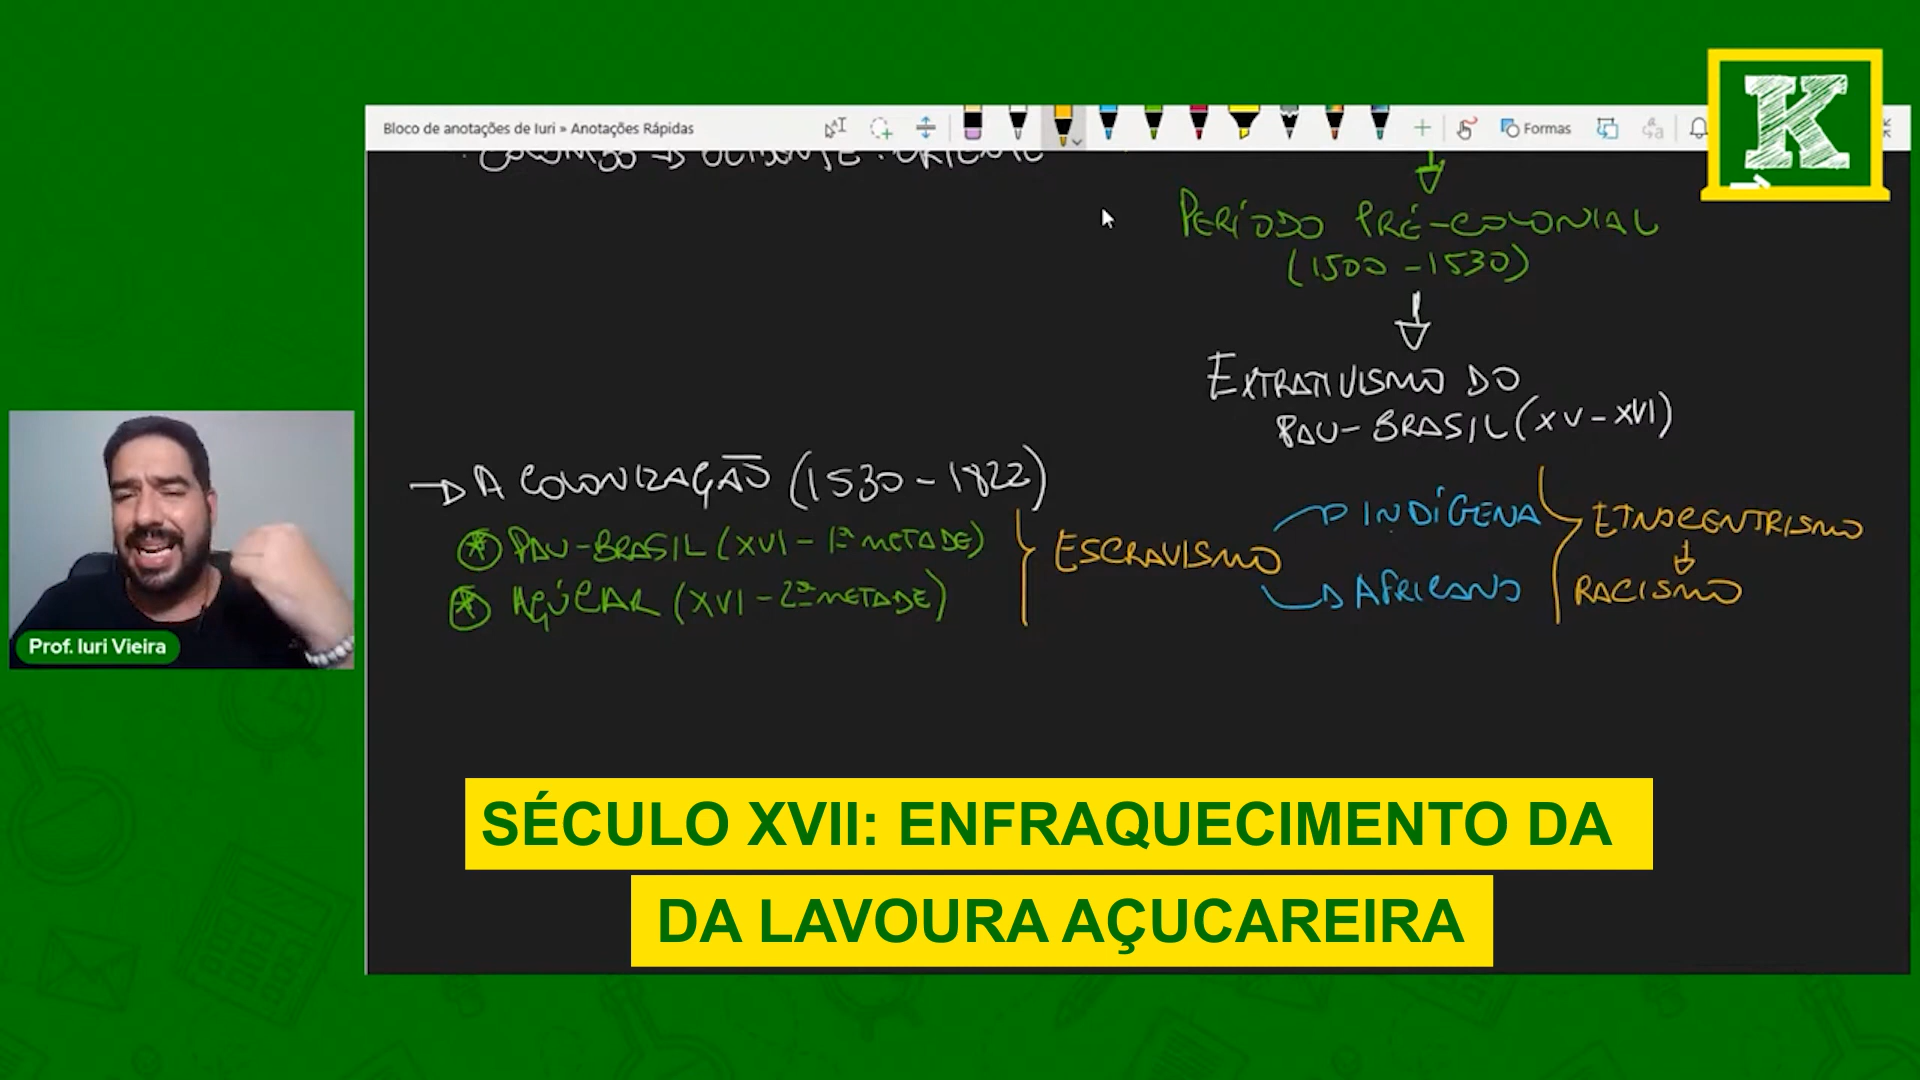 K
Bloco de anotações de Iuri » Anotações Rápidas
Formas
PERÍODO PRÉ-COLONIAL
(1500 - 1530)
EXTRATIVISMO DO
PAU-BRASIL (XV - XVI)
A COLONIZAÇÃO (1530 - 1822)
PAU-BRASIL (XVI - 1ª METADE)
AÇÚCAR (XVI - 2ª METADE)
ESCRAVISMO
INDÍGENA
AFRICANO
ETNOCENTRISMO
RACISMO
Prof. Iuri Vieira
SÉCULO XVII: ENFRAQUECIMENTO DA
DA LAVOURA AÇUCAREIRA